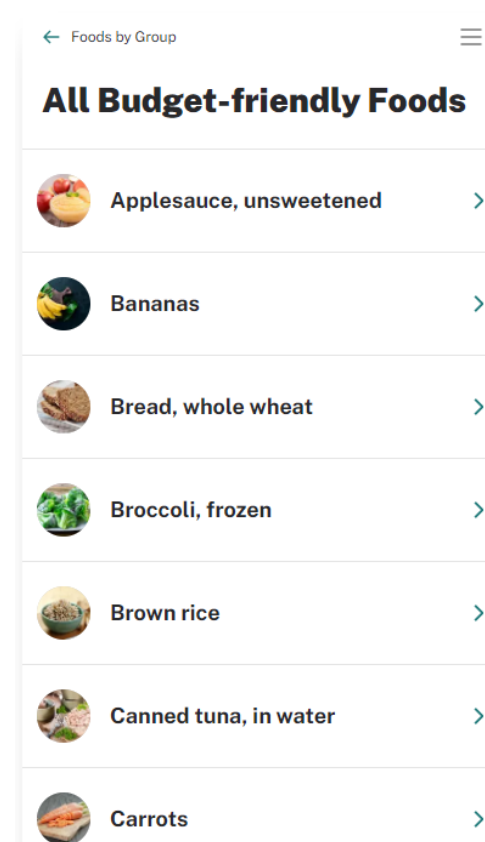 Foods by Group
All Budget-friendly Foods
Applesauce, unsweetened
Bananas
Bread, whole wheat
Broccoli, frozen
Brown rice
Canned tuna, in water
Carrots